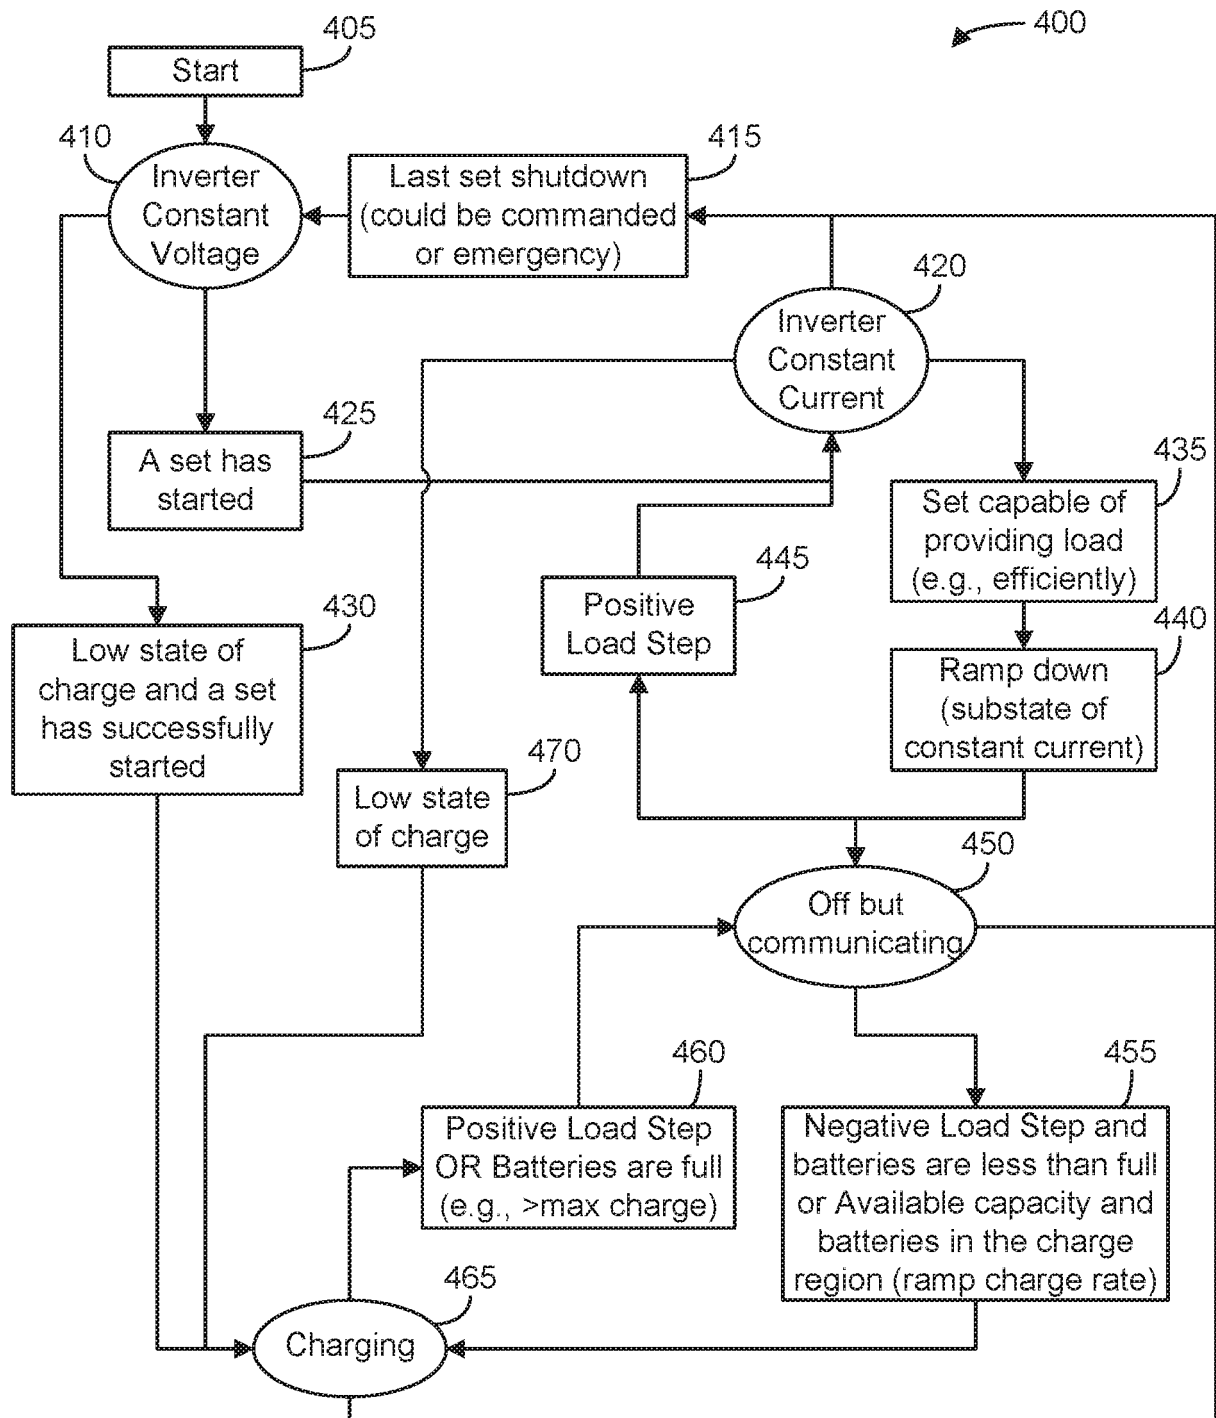 400
405
Start
410
Inverter
Constant
Voltage
415
Last set shutdown
(could be commanded
or emergency)
420
Inverter
Constant
Current
425
A set has
started
435
Set capable of
providing load
(e.g., efficiently)
445
Positive
Load Step
430
Low state of
charge and a set
has successfully
started
440
Ramp down
(substate of
constant current)
470
Low state
of charge
450
Off but
communicating
460
Positive Load Step
OR Batteries are full
(e.g., >max charge)
455
Negative Load Step and
batteries are less than full
or Available capacity and
batteries in the charge
region (ramp charge rate)
465
Charging